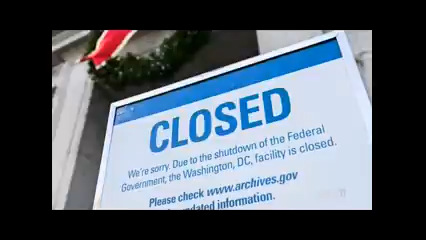 CLOSED
We're sorry. Due to the shutdown of the Federal
Government, the Washington, DC, facility is closed.
Please check www.archives.gov
updated information.